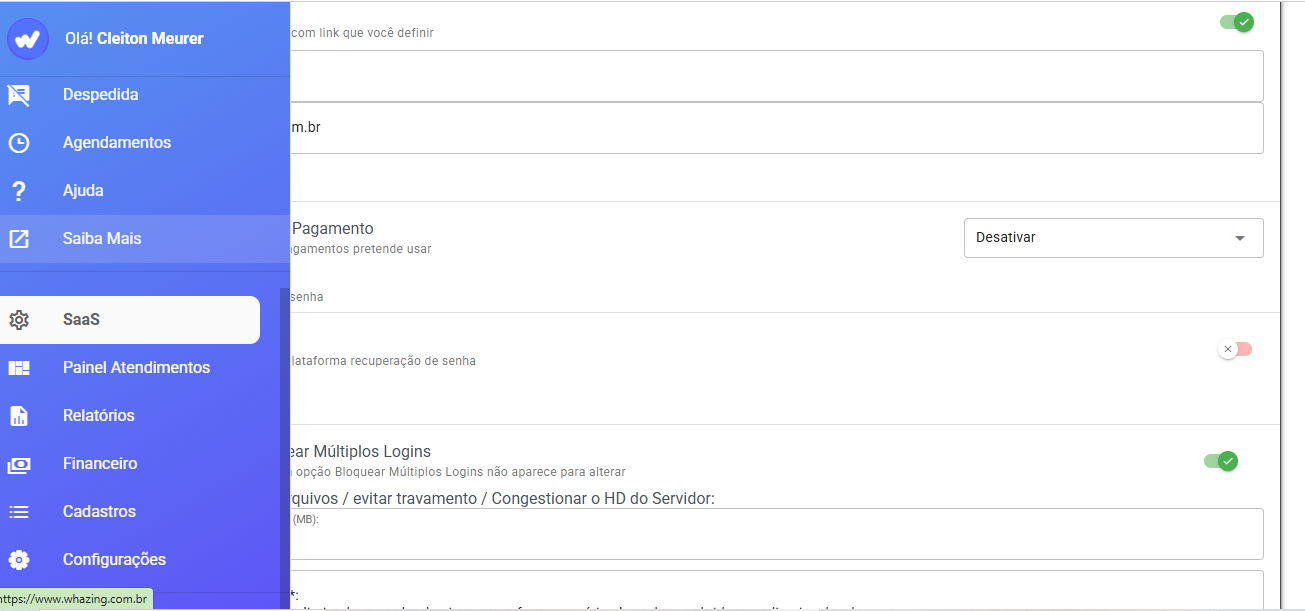 Olá! Cleiton Meurer
Despedida
Agendamentos
Ajuda
Saiba Mais
SaaS
Painel Atendimentos
Relatórios
Financeiro
Cadastros
Configurações
https://www.whazing.com.br
com link que você definir
m.br
Pagamento
agamentos pretende usar
Desativar
senha
lataforma recuperação de senha
ear Múltiplos Logins
opção Bloquear Múltiplos Logins não aparece para alterar
rquivos / evitar travamento / Congestionar o HD do Servidor:
(MB):
*: